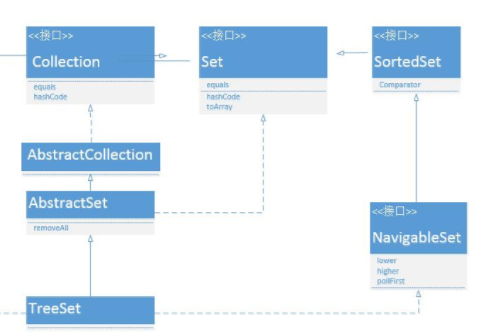 <<接口>>
Collection
equals
hashCode
<<接口>>
Set
equals
hashCode
toArray
<<接口>>
SortedSet
Comparator
AbstractCollection
AbstractSet
removeAll
<<接口>>
NavigableSet
lower
higher
pollFirst
TreeSet